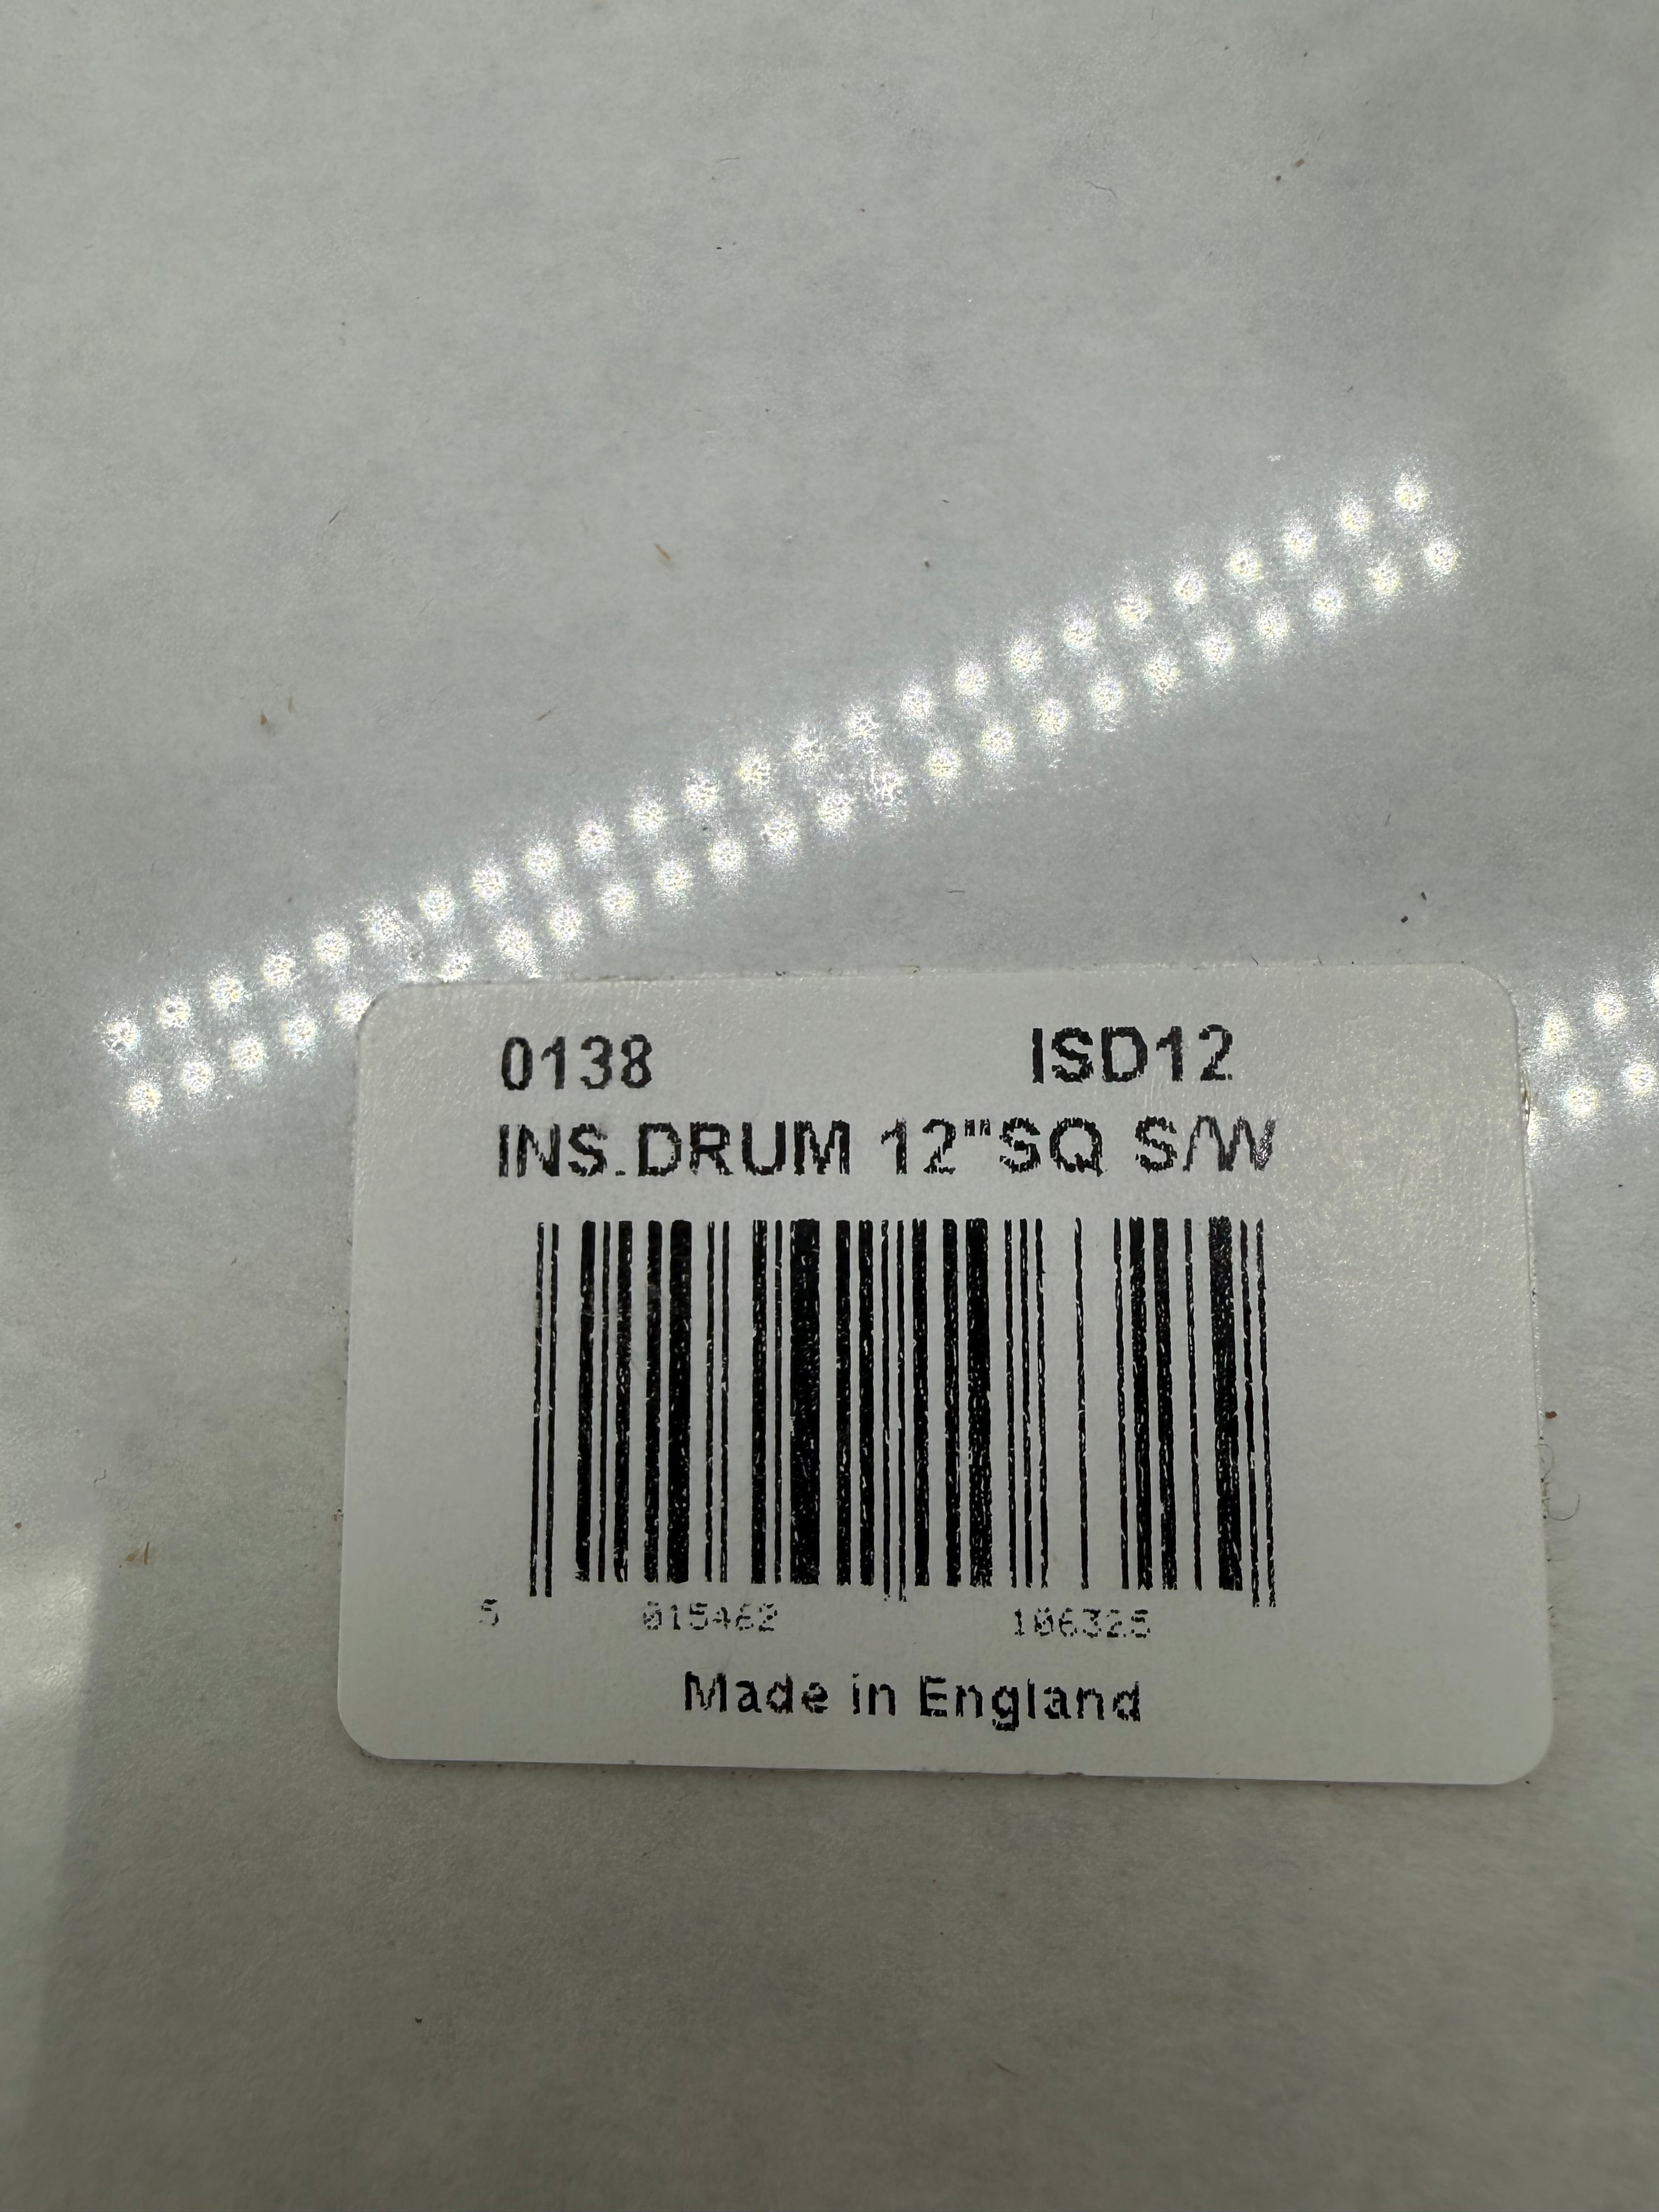 0138 ISD12
INS.DRUM 12"SQ S/W
5 015462 106325
Made in England